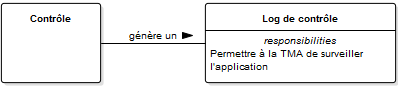 Contrôle
génère un
Log de contrôle
responsibilities
Permettre à la TMA de surveiller
l'application